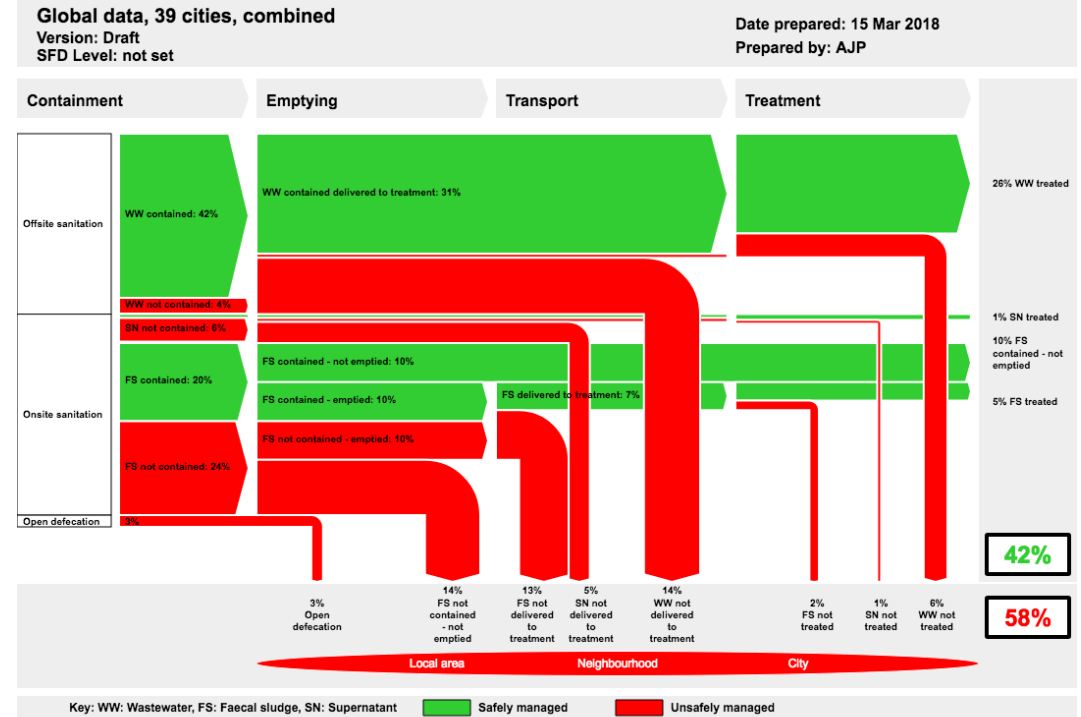 Global data, 39 cities, combined
Version: Draft
SFD Level: not set
Date prepared: 15 Mar 2018
Prepared by: AJP
Containment
Emptying
Transport
Treatment
Offsite sanitation
WW contained: 42%
WW contained delivered to treatment: 31%
26% WW treated
WW not contained: 4%
Onsite sanitation
SN not contained: 6%
1% SN treated
FS contained: 20%
FS contained - not emptied: 10%
10% FS
contained - not
emptied
FS contained - emptied: 10%
FS delivered to treatment: 7%
5% FS treated
FS not contained - emptied: 10%
FS not contained: 24%
Open defecation
3%
42%
58%
3%
Open
defecation
14%
FS not
contained
- not
emptied
13%
FS not
delivered
to
treatment
5%
SN not
delivered
to
treatment
14%
WW not
delivered
to
treatment
2%
FS not
treated
1%
SN not
treated
6%
WW not
treated
Local area
Neighbourhood
City
Key: WW: Wastewater, FS: Faecal sludge, SN: Supernatant
Safely managed
Unsafely managed